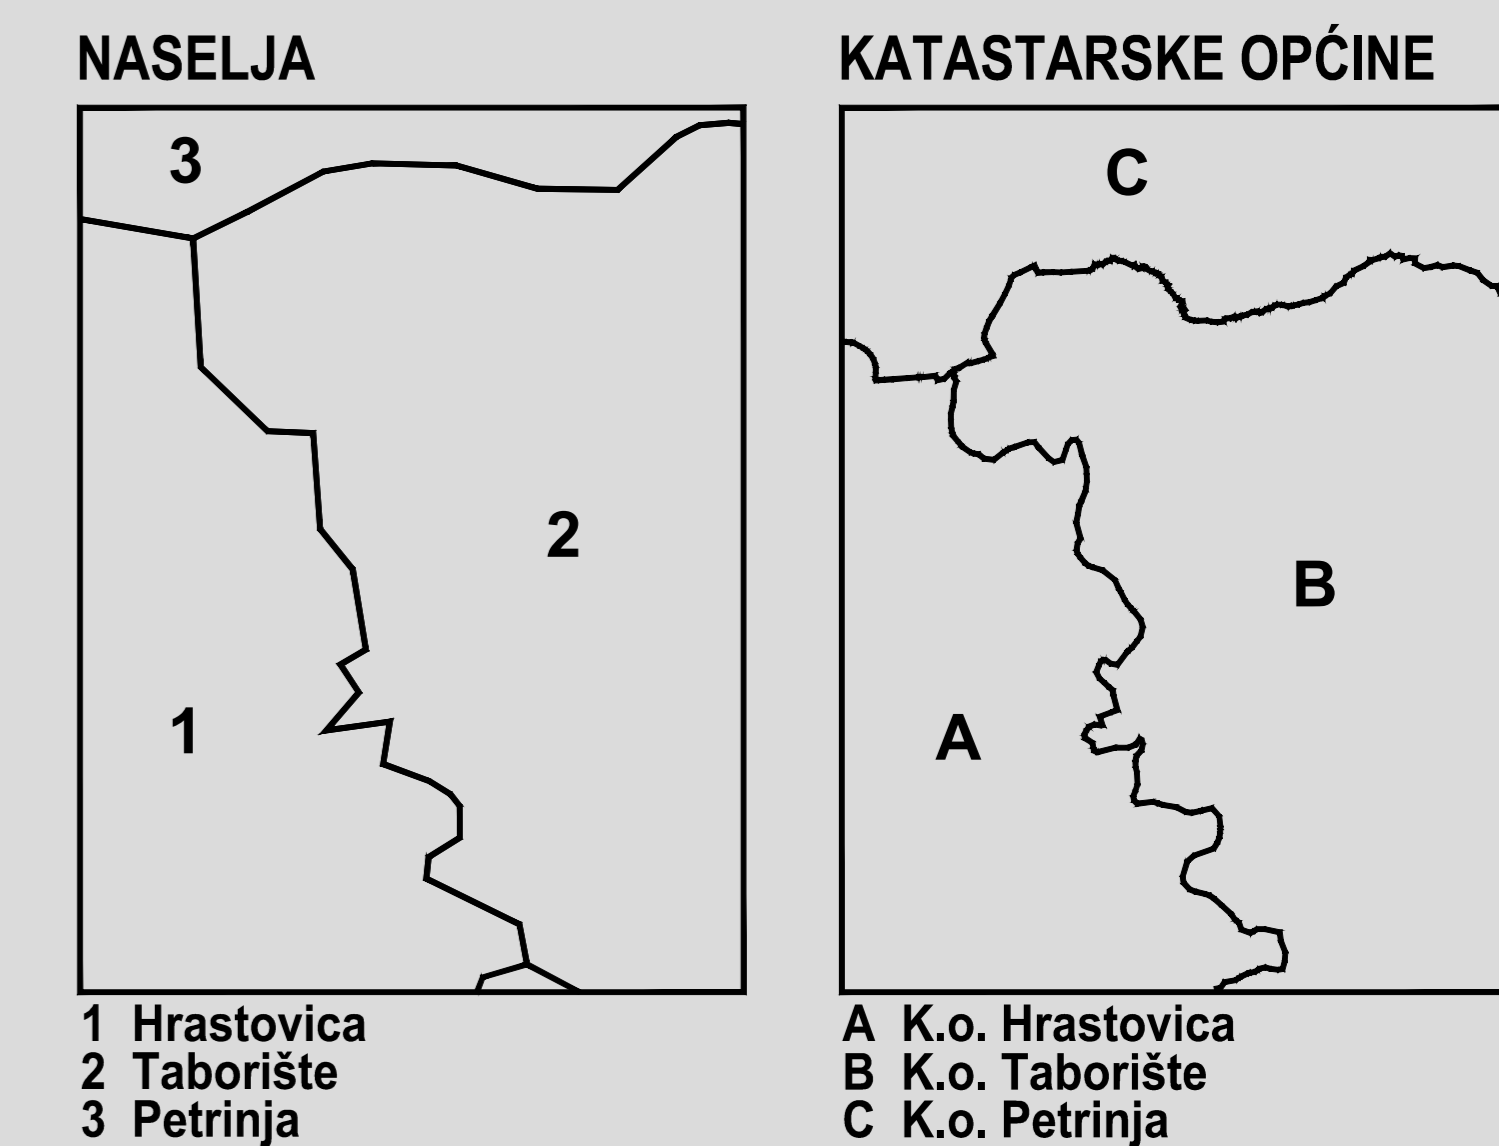 NASELJA
3
2
1
1 Hrastovica
2 Taborište
3 Petrinja
KATASTARSKE OPĆINE
C
B
A
A K.o. Hrastovica
B K.o. Taborište
C K.o. Petrinja